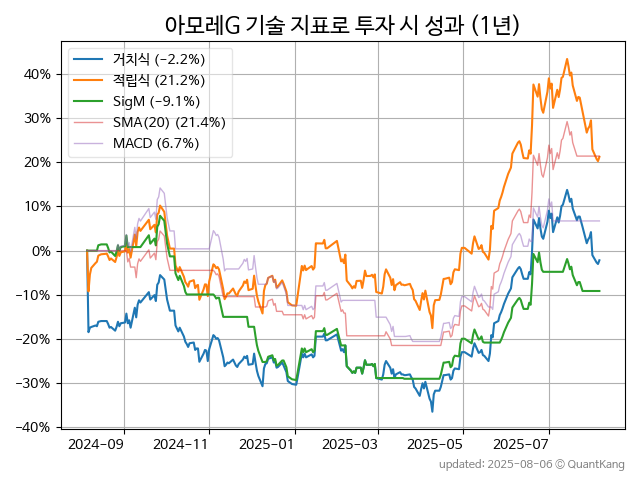 아모레G 기술 지표로 투자 시 성과 (1년)
거치식 (−2.2%)
적립식 (21.2%)
SigM (−9.1%)
SMA(20) (21.4%)
MACD (6.7%)
40%
30%
20%
10%
0%
−10%
−20%
−30%
−40%
2024-09 2024-11 2025-01 2025-03 2025-05 2025-07
updated: 2025-08-06 © QuantKang